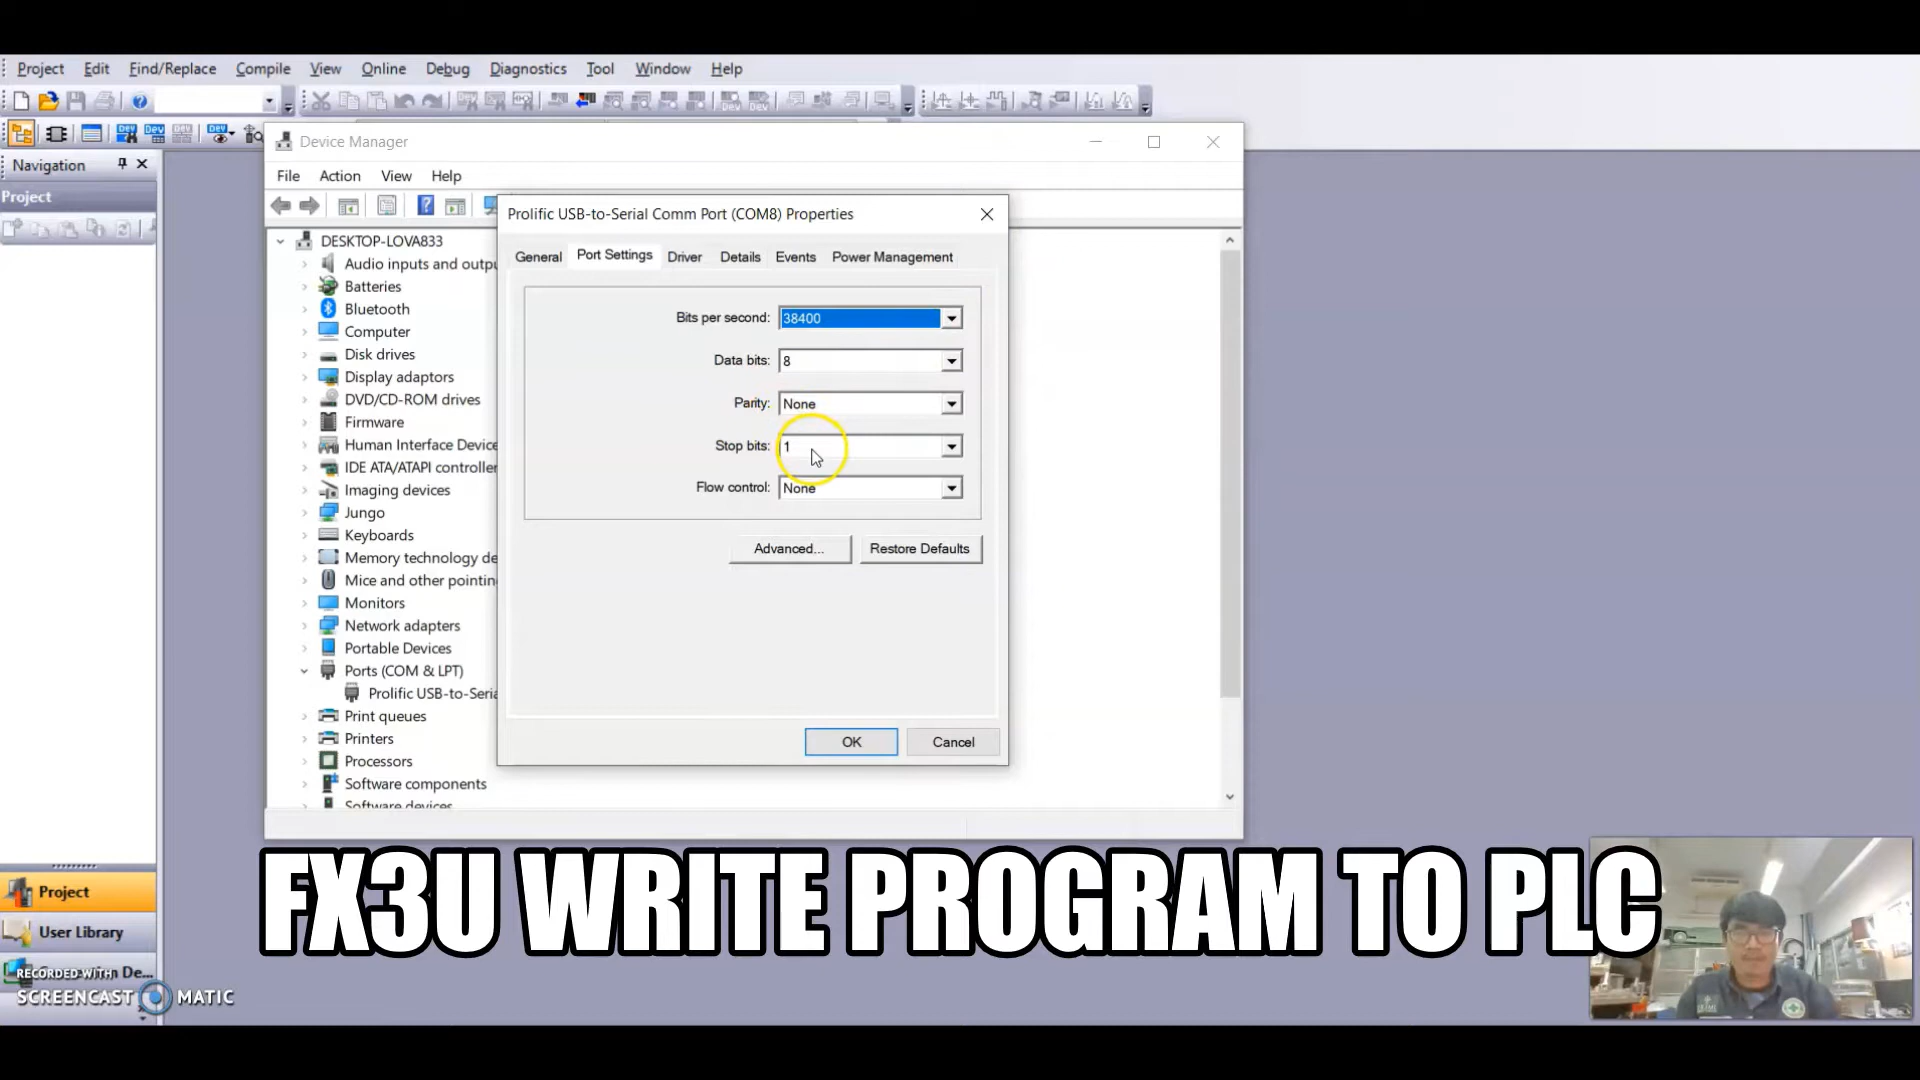 Project Edit Find/Replace Compile View Online Debug Diagnostics Tool Window Help
Navigation
Project
Device Manager
File Action View Help
DESKTOP-LOVA833
Audio inputs and outpu
Batteries
Bluetooth
Computer
Disk drives
Display adaptors
DVD/CD-ROM drives
Firmware
Human Interface Device
IDE ATA/ATAPI controller
Imaging devices
Jungo
Keyboards
Memory technology de
Mice and other pointin
Monitors
Network adapters
Portable Devices
Ports (COM & LPT)
Prolific USB-to-Seria
Print queues
Printers
Processors
Software components
Software devices
Prolific USB-to-Serial Comm Port (COM8) Properties
General Port Settings Driver Details Events Power Management
Bits per second: 38400
Data bits: 8
Parity: None
Stop bits: 1
Flow control: None
Advanced... Restore Defaults
OK Cancel
Project
User Library
De...
RECORDED WITH
SCREENCAST MATIC
FX3U WRITE PROGRAM TO PLC